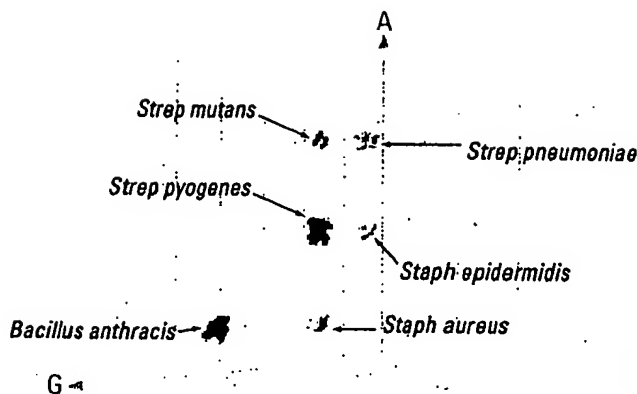 A
Strep mutans
Strep pneumoniae
Strep pyogenes
Staph epidermidis
Bacillus anthracis
Staph aureus
G